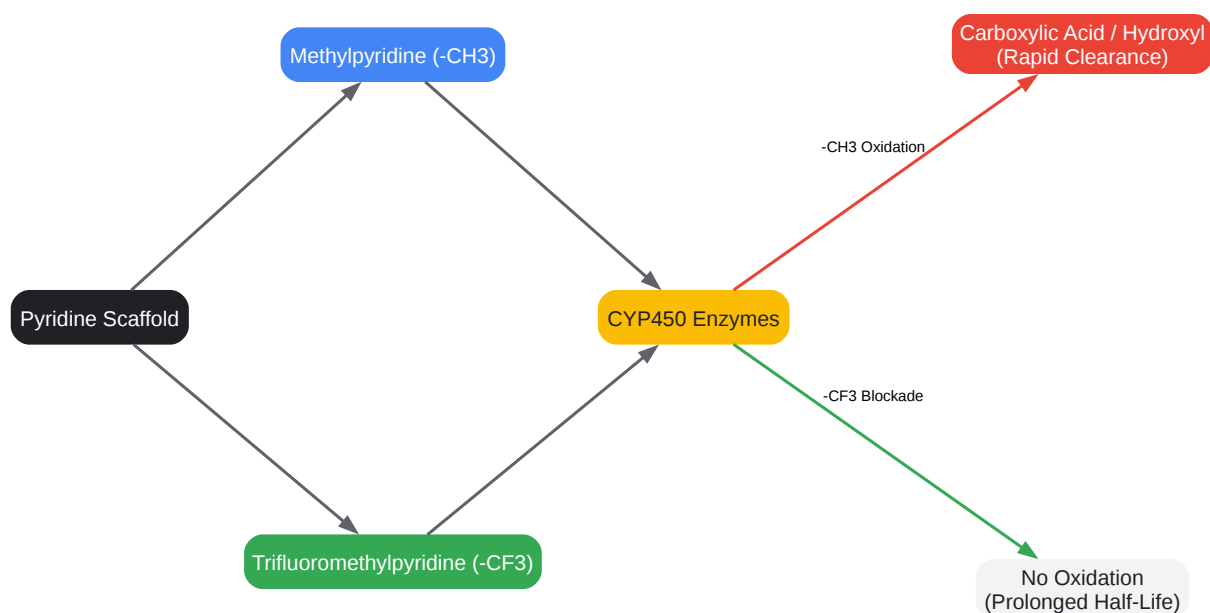 Methylpyridine (-CH3)
Carboxylic Acid / Hydroxyl
(Rapid Clearance)
-CH3 Oxidation
Pyridine Scaffold
CYP450 Enzymes
-CF3 Blockade
Trifluoromethylpyridine (-CF3)
No Oxidation
(Prolonged Half-Life)